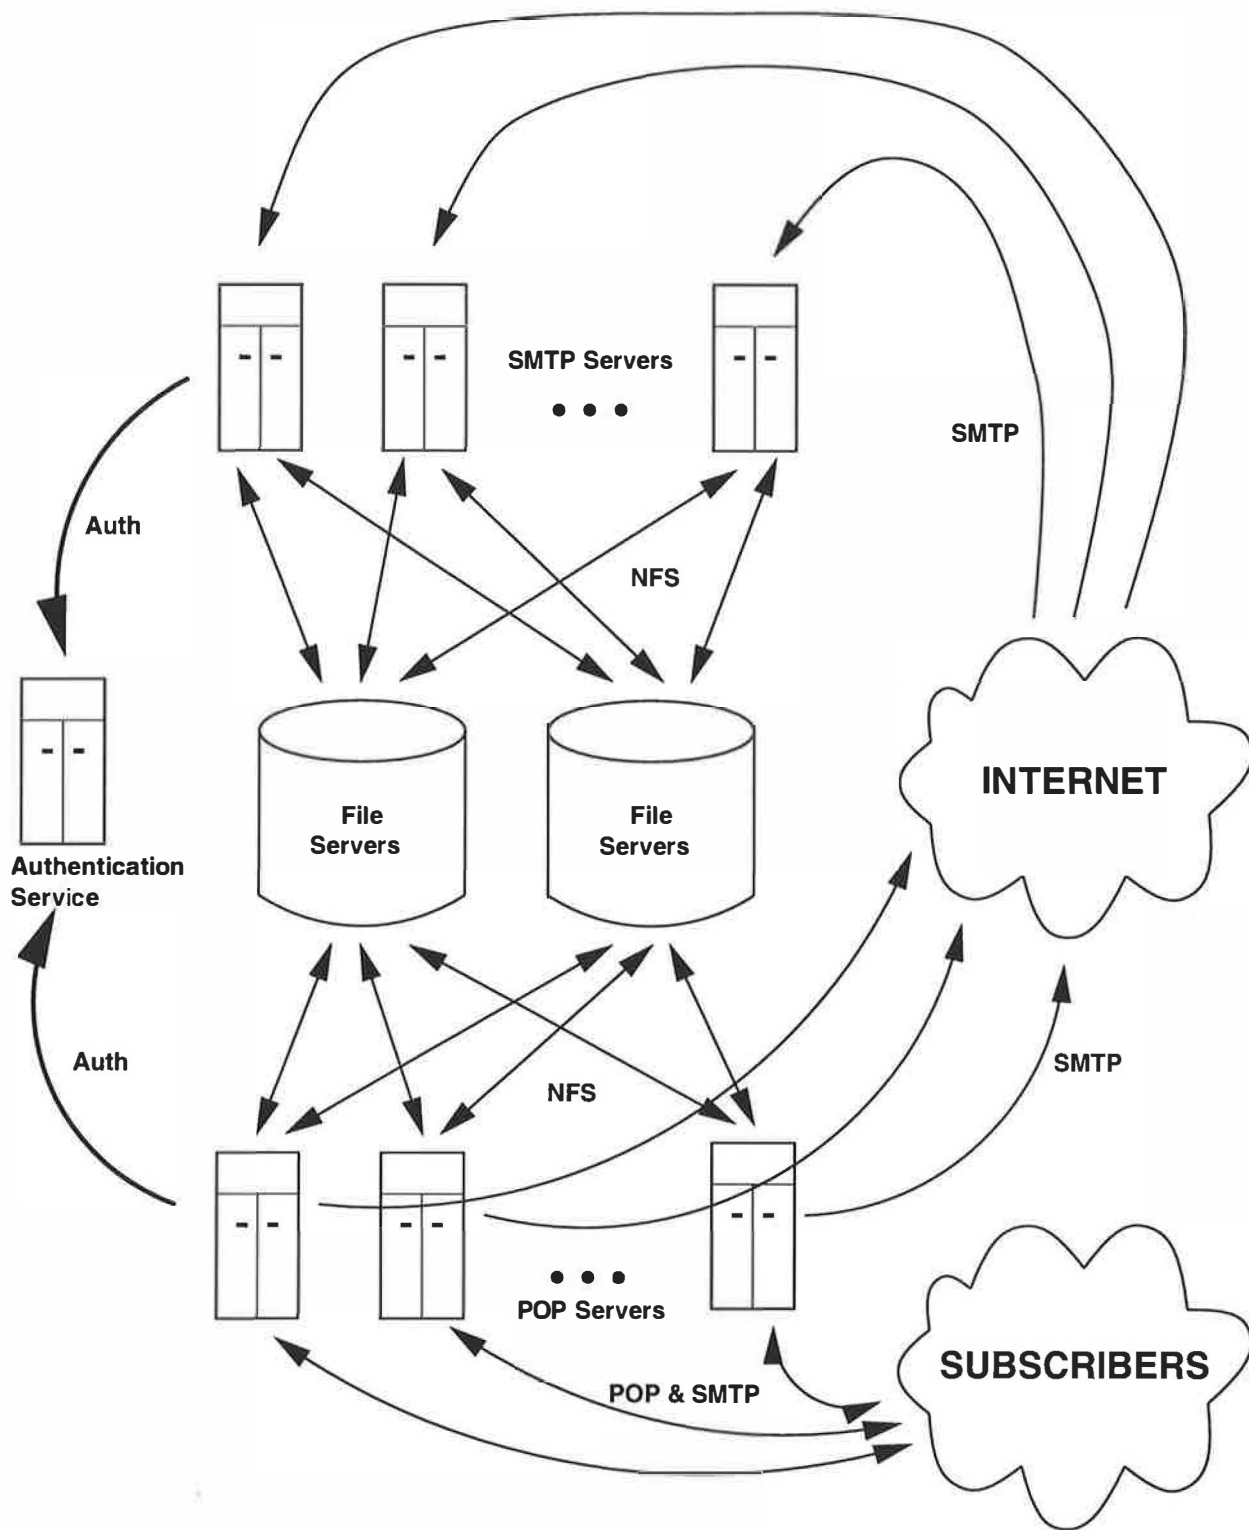 SMTP Servers
SMTP
Auth
NFS
INTERNET
File
Servers
File
Servers
Authentication
Service
Auth
NFS
SMTP
POP Servers
SUBSCRIBERS
POP & SMTP